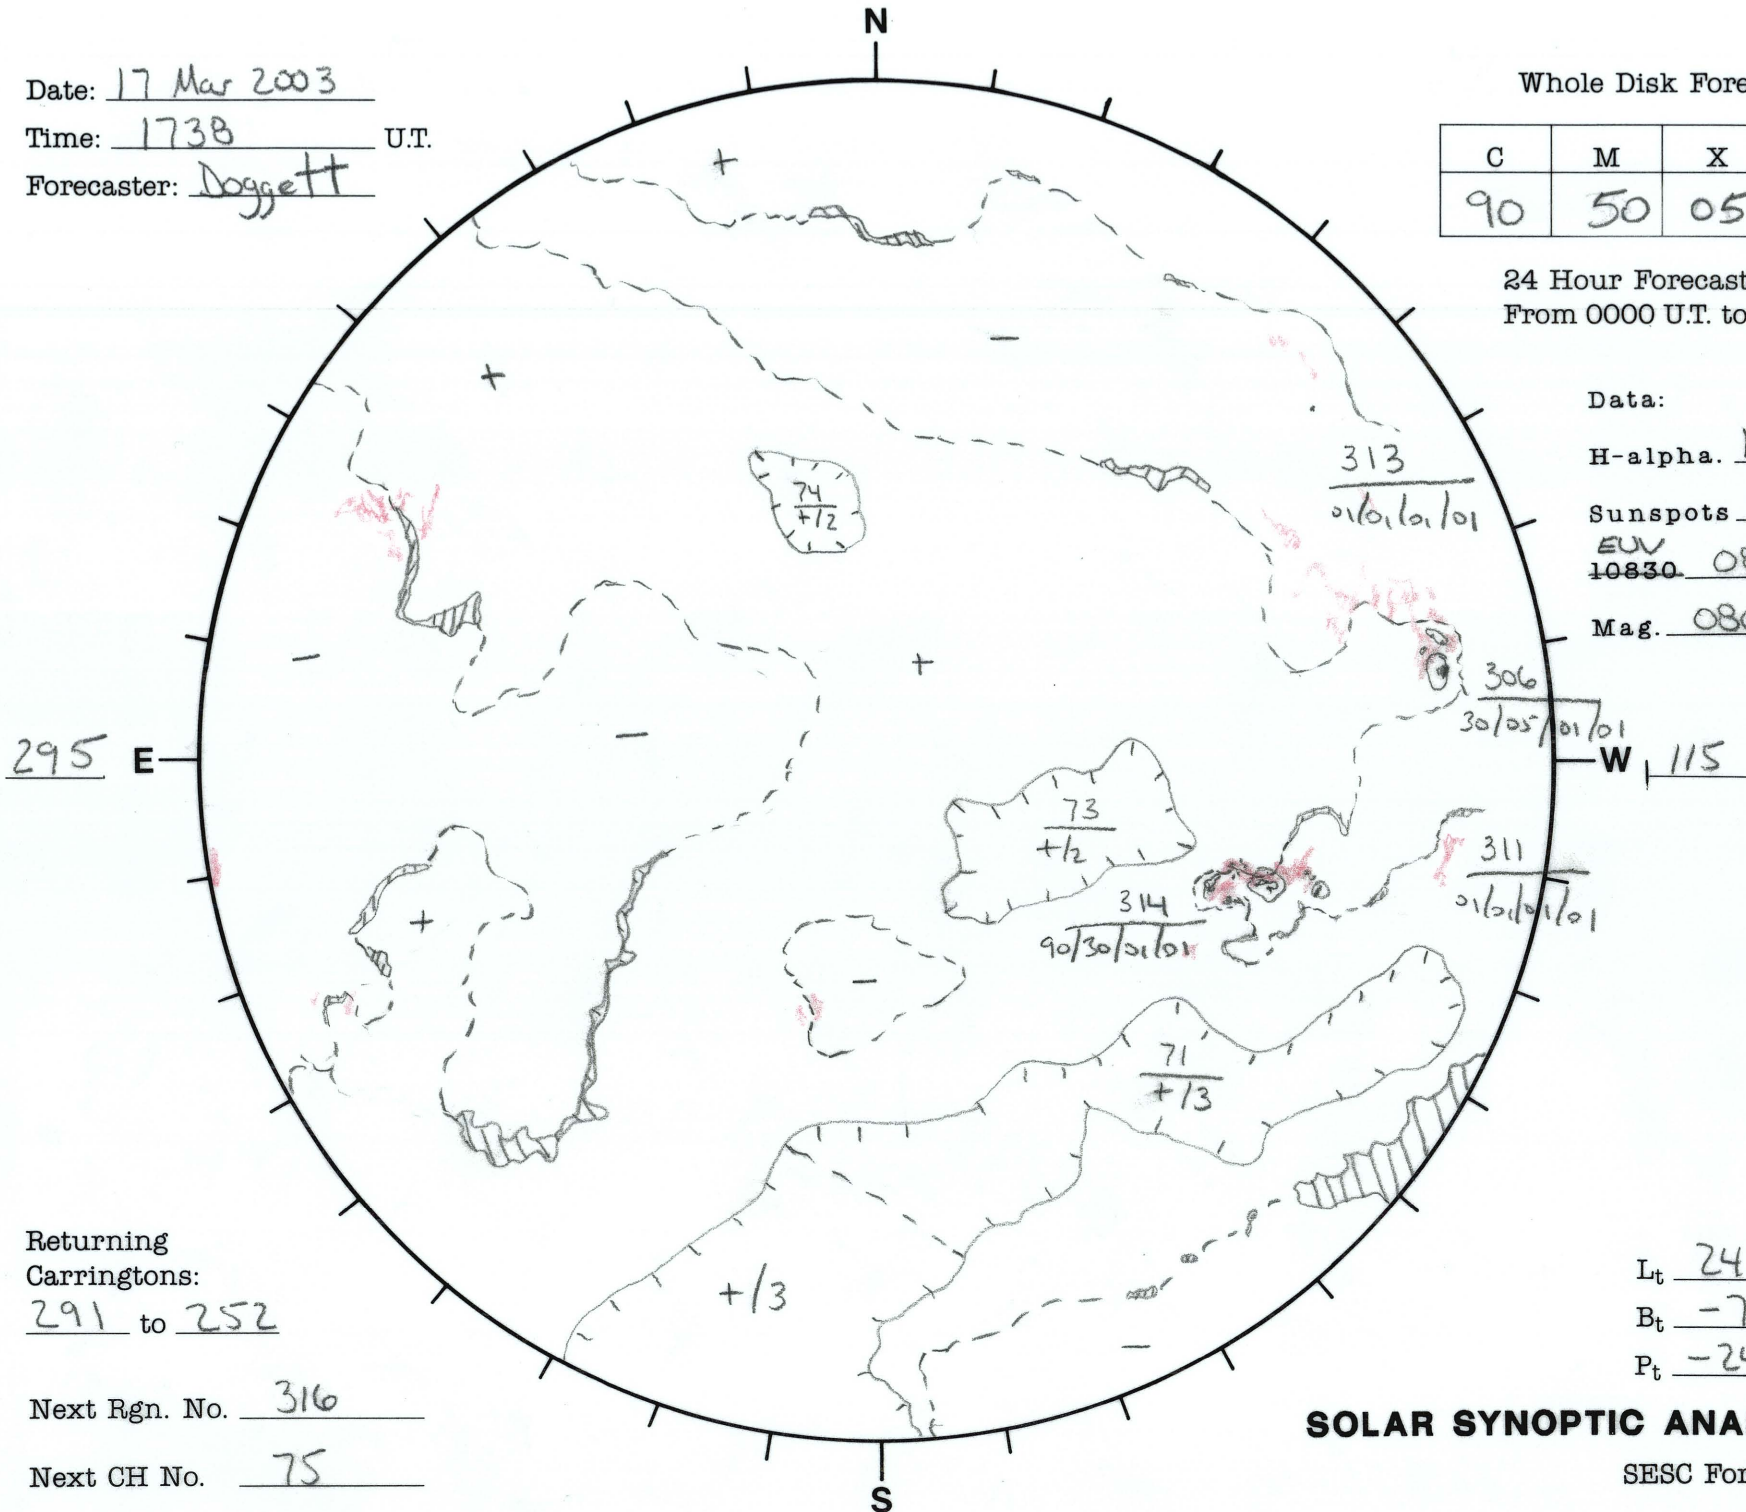 N
Date: 17 Mar 2003
Time: 1738 U.T.
Forecaster: Doggett
Whole Disk Fore
C M X
90 50 05
24 Hour Forecast
From 0000 U.T. to
Data:
H-alpha.
Sunspots
EUV
10830
Mag. 080
+
-
+
74
+/2
313
01/01/01/01
-
+
-
306
30/05/01/01
295 E
W 115
73
+/2
311
01/01/01/01
314
90/30/01/01
+
-
71
+/3
+/3
-
Returning
Carringtons:
291 to 252
Next Rgn. No. 316
Next CH No. 75
Lt 24
Bt -7
Pt -24
SOLAR SYNOPTIC ANA
SESC For
S